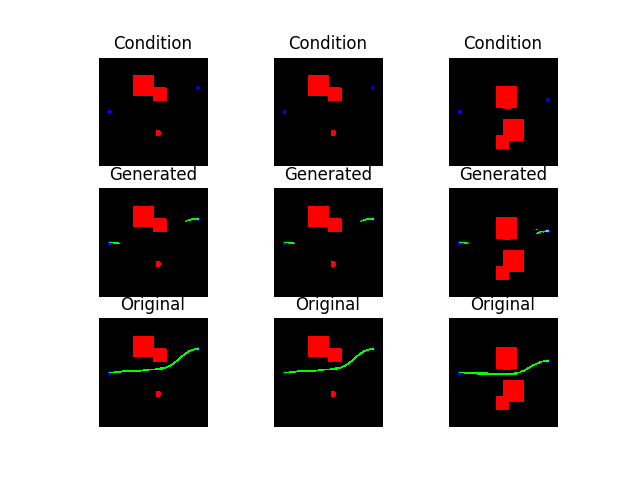 Condition Condition Condition
Generated Generated Generated
Original Original Original